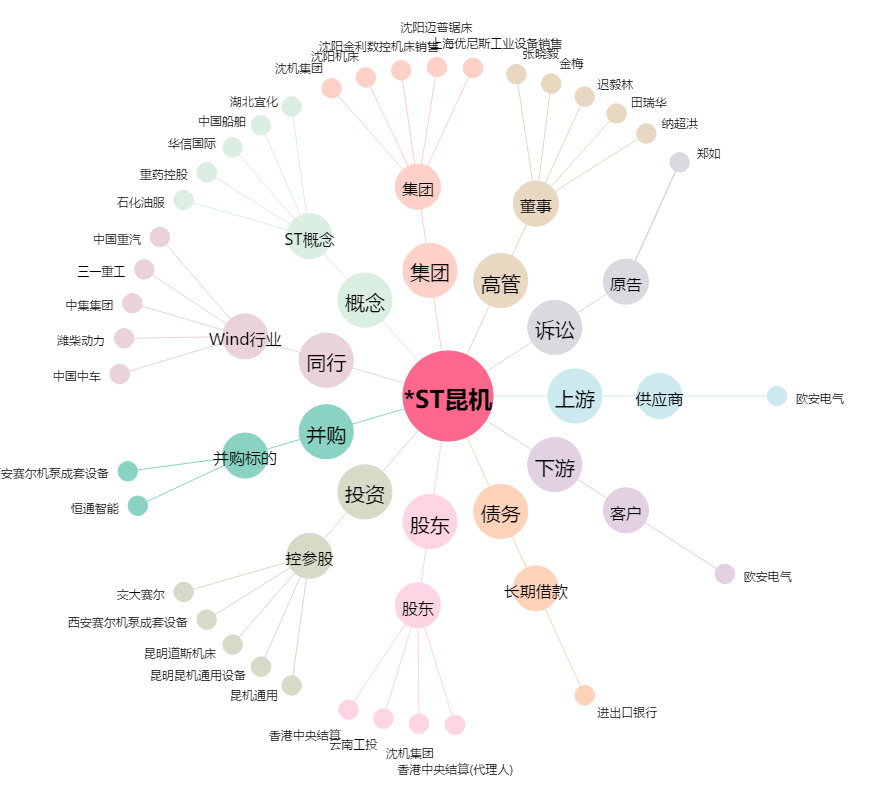 沈阳迈普锯床
沈阳金利数控机床销售
上海优尼斯工业设备销售
沈阳机床
张晓毅
金梅
沈机集团
迟毅林
湖北宜化
田瑞华
中国船舶
纳超洪
华信国际
郑如
重药控股
集团
石化油服
董事
ST概念
中国重汽
三一重工
集团
高管
原告
中集集团
概念
诉讼
潍柴动力
Wind行业
同行
中国中车
*ST昆机
上游
供应商
欧安电气
并购
并购标的
安赛尔机泵成套设备
下游
恒通智能
投资
股东
债务
客户
控参股
欧安电气
交大赛尔
长期借款
股东
西安赛尔机泵成套设备
昆明道斯机床
昆明昆机通用设备
昆机通用
进出口银行
香港中央结算
云南工投
沈机集团
香港中央结算(代理人)